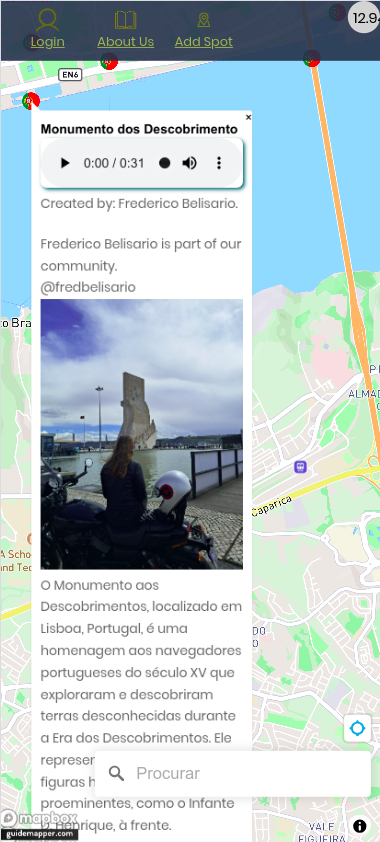 Login
About Us
Add Spot
12.9
EN6
Monumento dos Descobrimento
0:00 / 0:31
Created by: Frederico Belisario.
Frederico Belisario is part of our
community.
@fredbelisario
to Bra
ALMAD
Caparica
A Scho
and Tec
O Monumento aos
Descobrimentos, localizado em
Lisboa, Portugal, é uma
homenagem aos navegadores
portugueses do século XV que
exploraram e descobriram
terras desconhecidas durante
a Era dos Descobrimentos. Ele
represen
figuras h
proeminentes, como o Infante
D. Henrique, à frente.
DO
O
Procurar
mapbox
guidemapper.com
VALE
FIGUEIRA